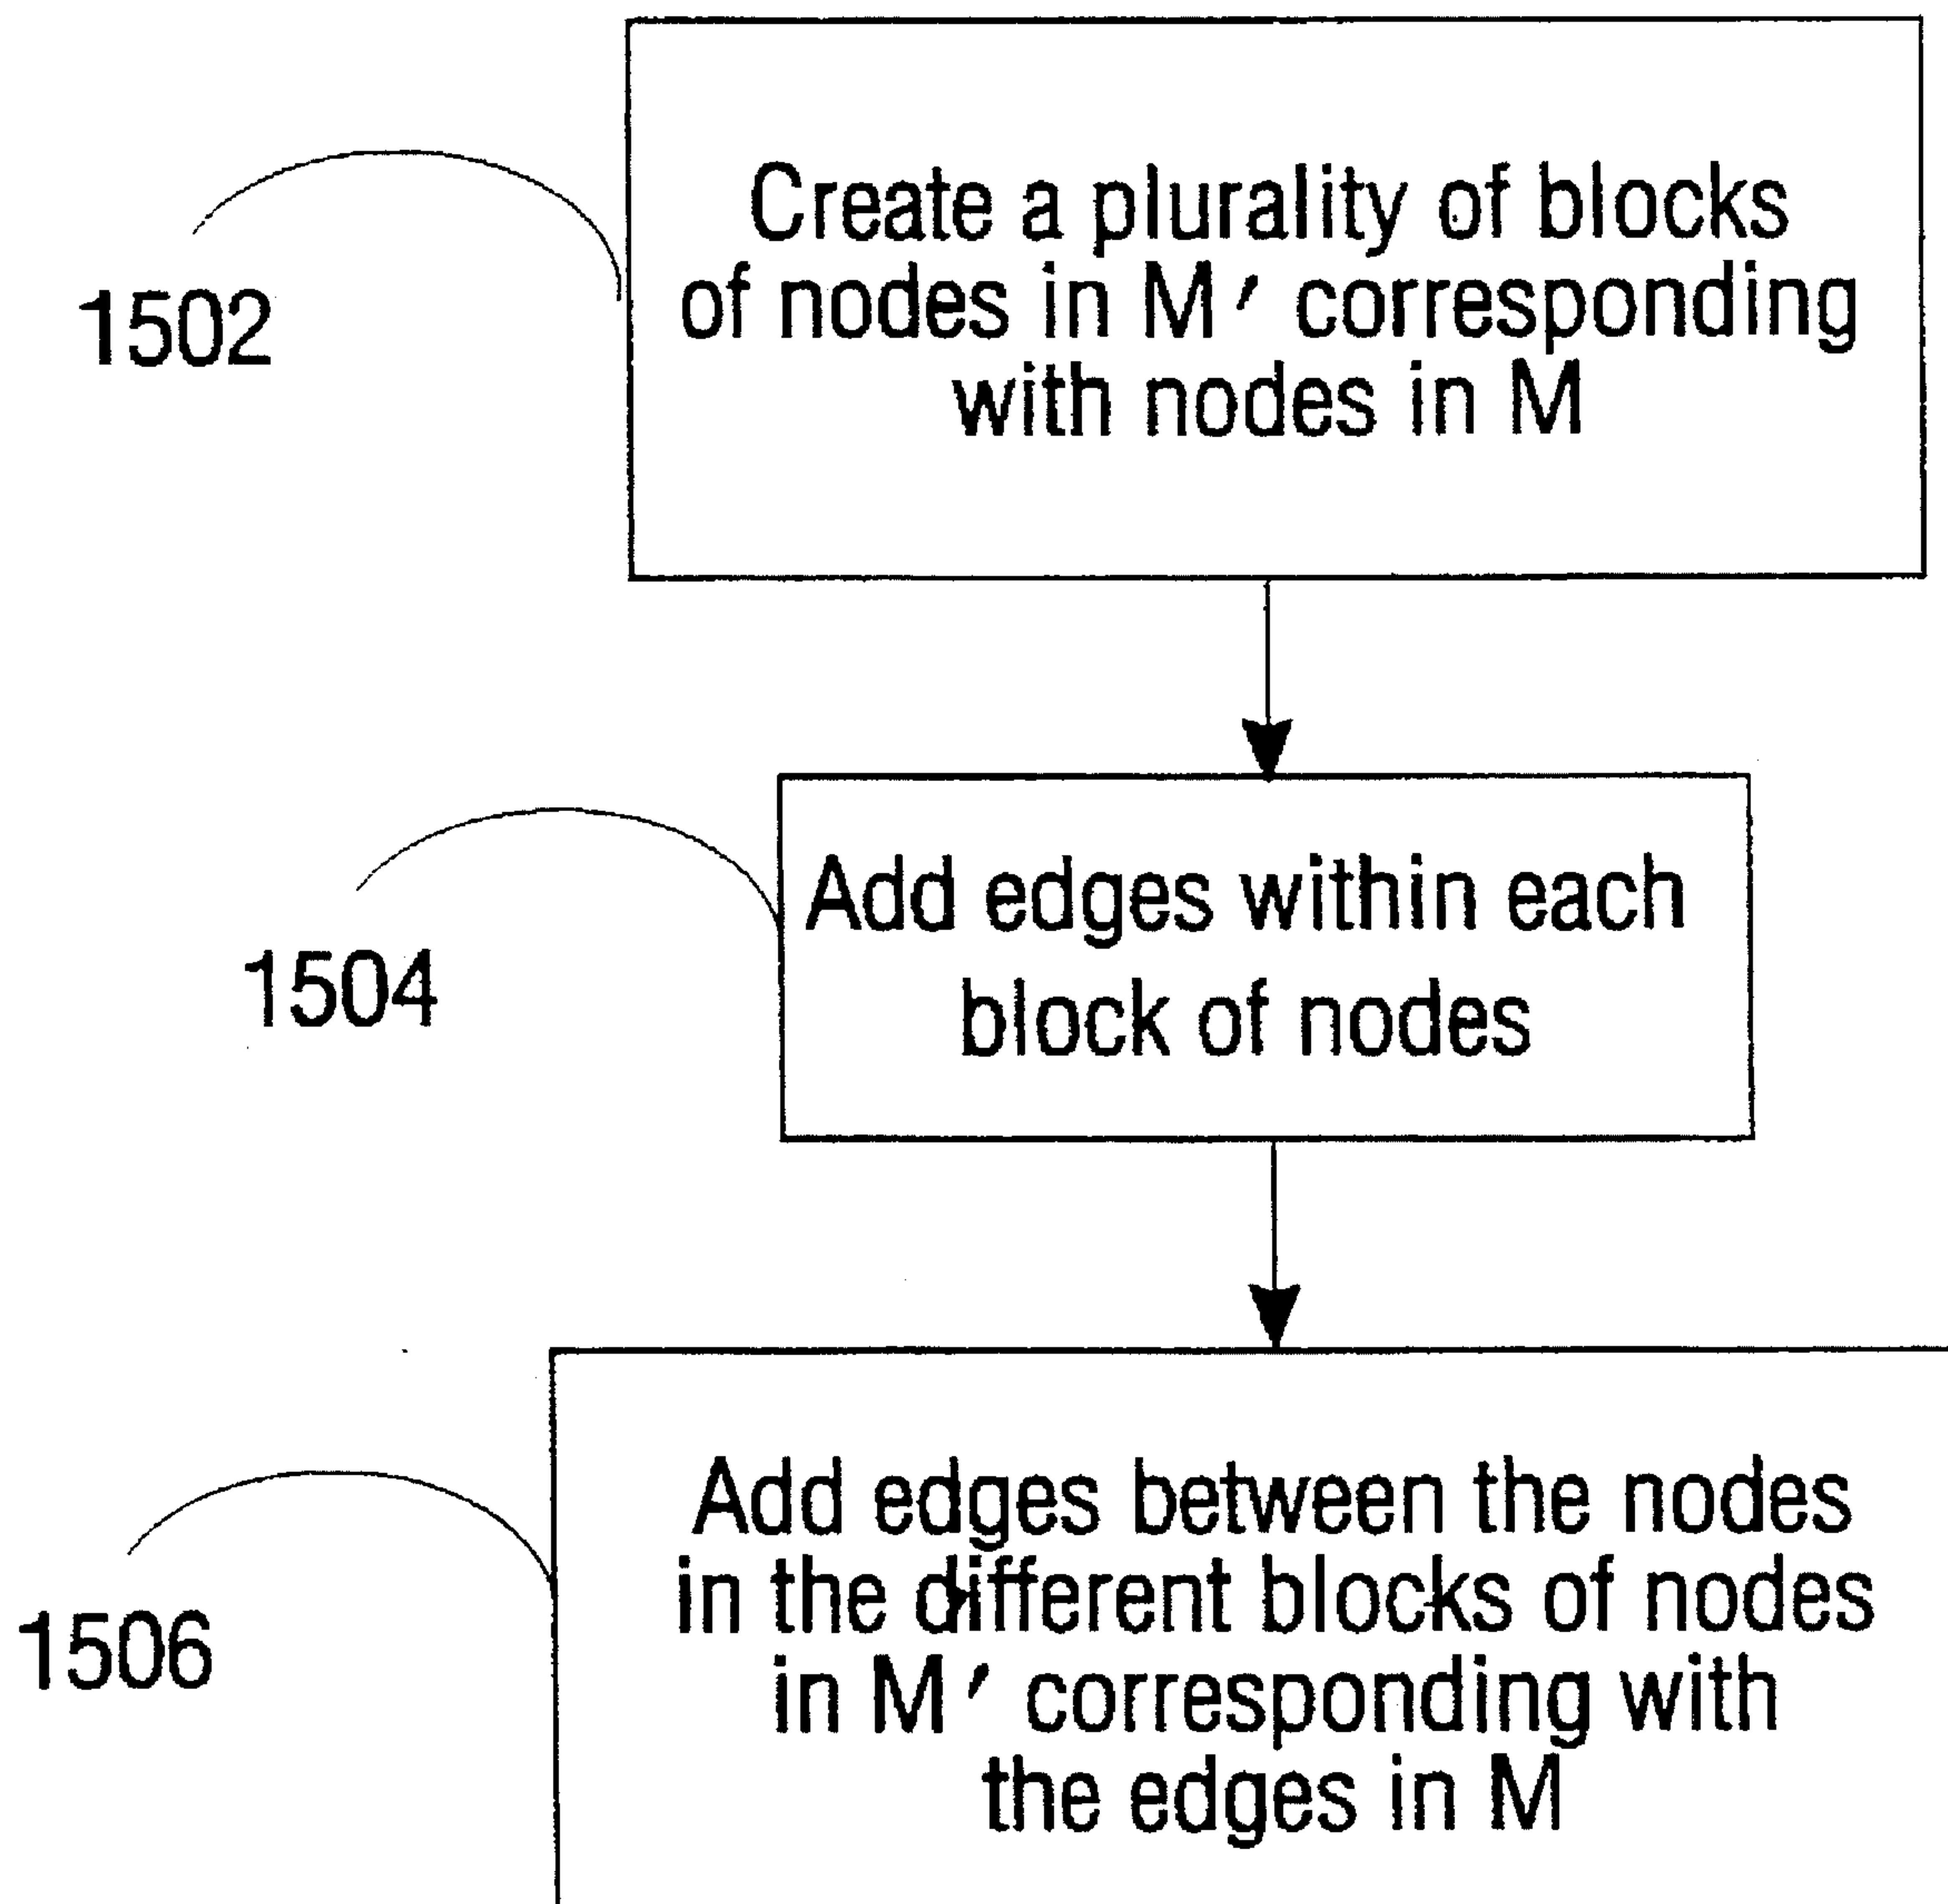 Create a plurality of blocks
of nodes in M′ corresponding
with nodes in M
1502
Add edges within each
block of nodes
1504
Add edges between the nodes
in the different blocks of nodes
in M′ corresponding with
the edges in M
1506